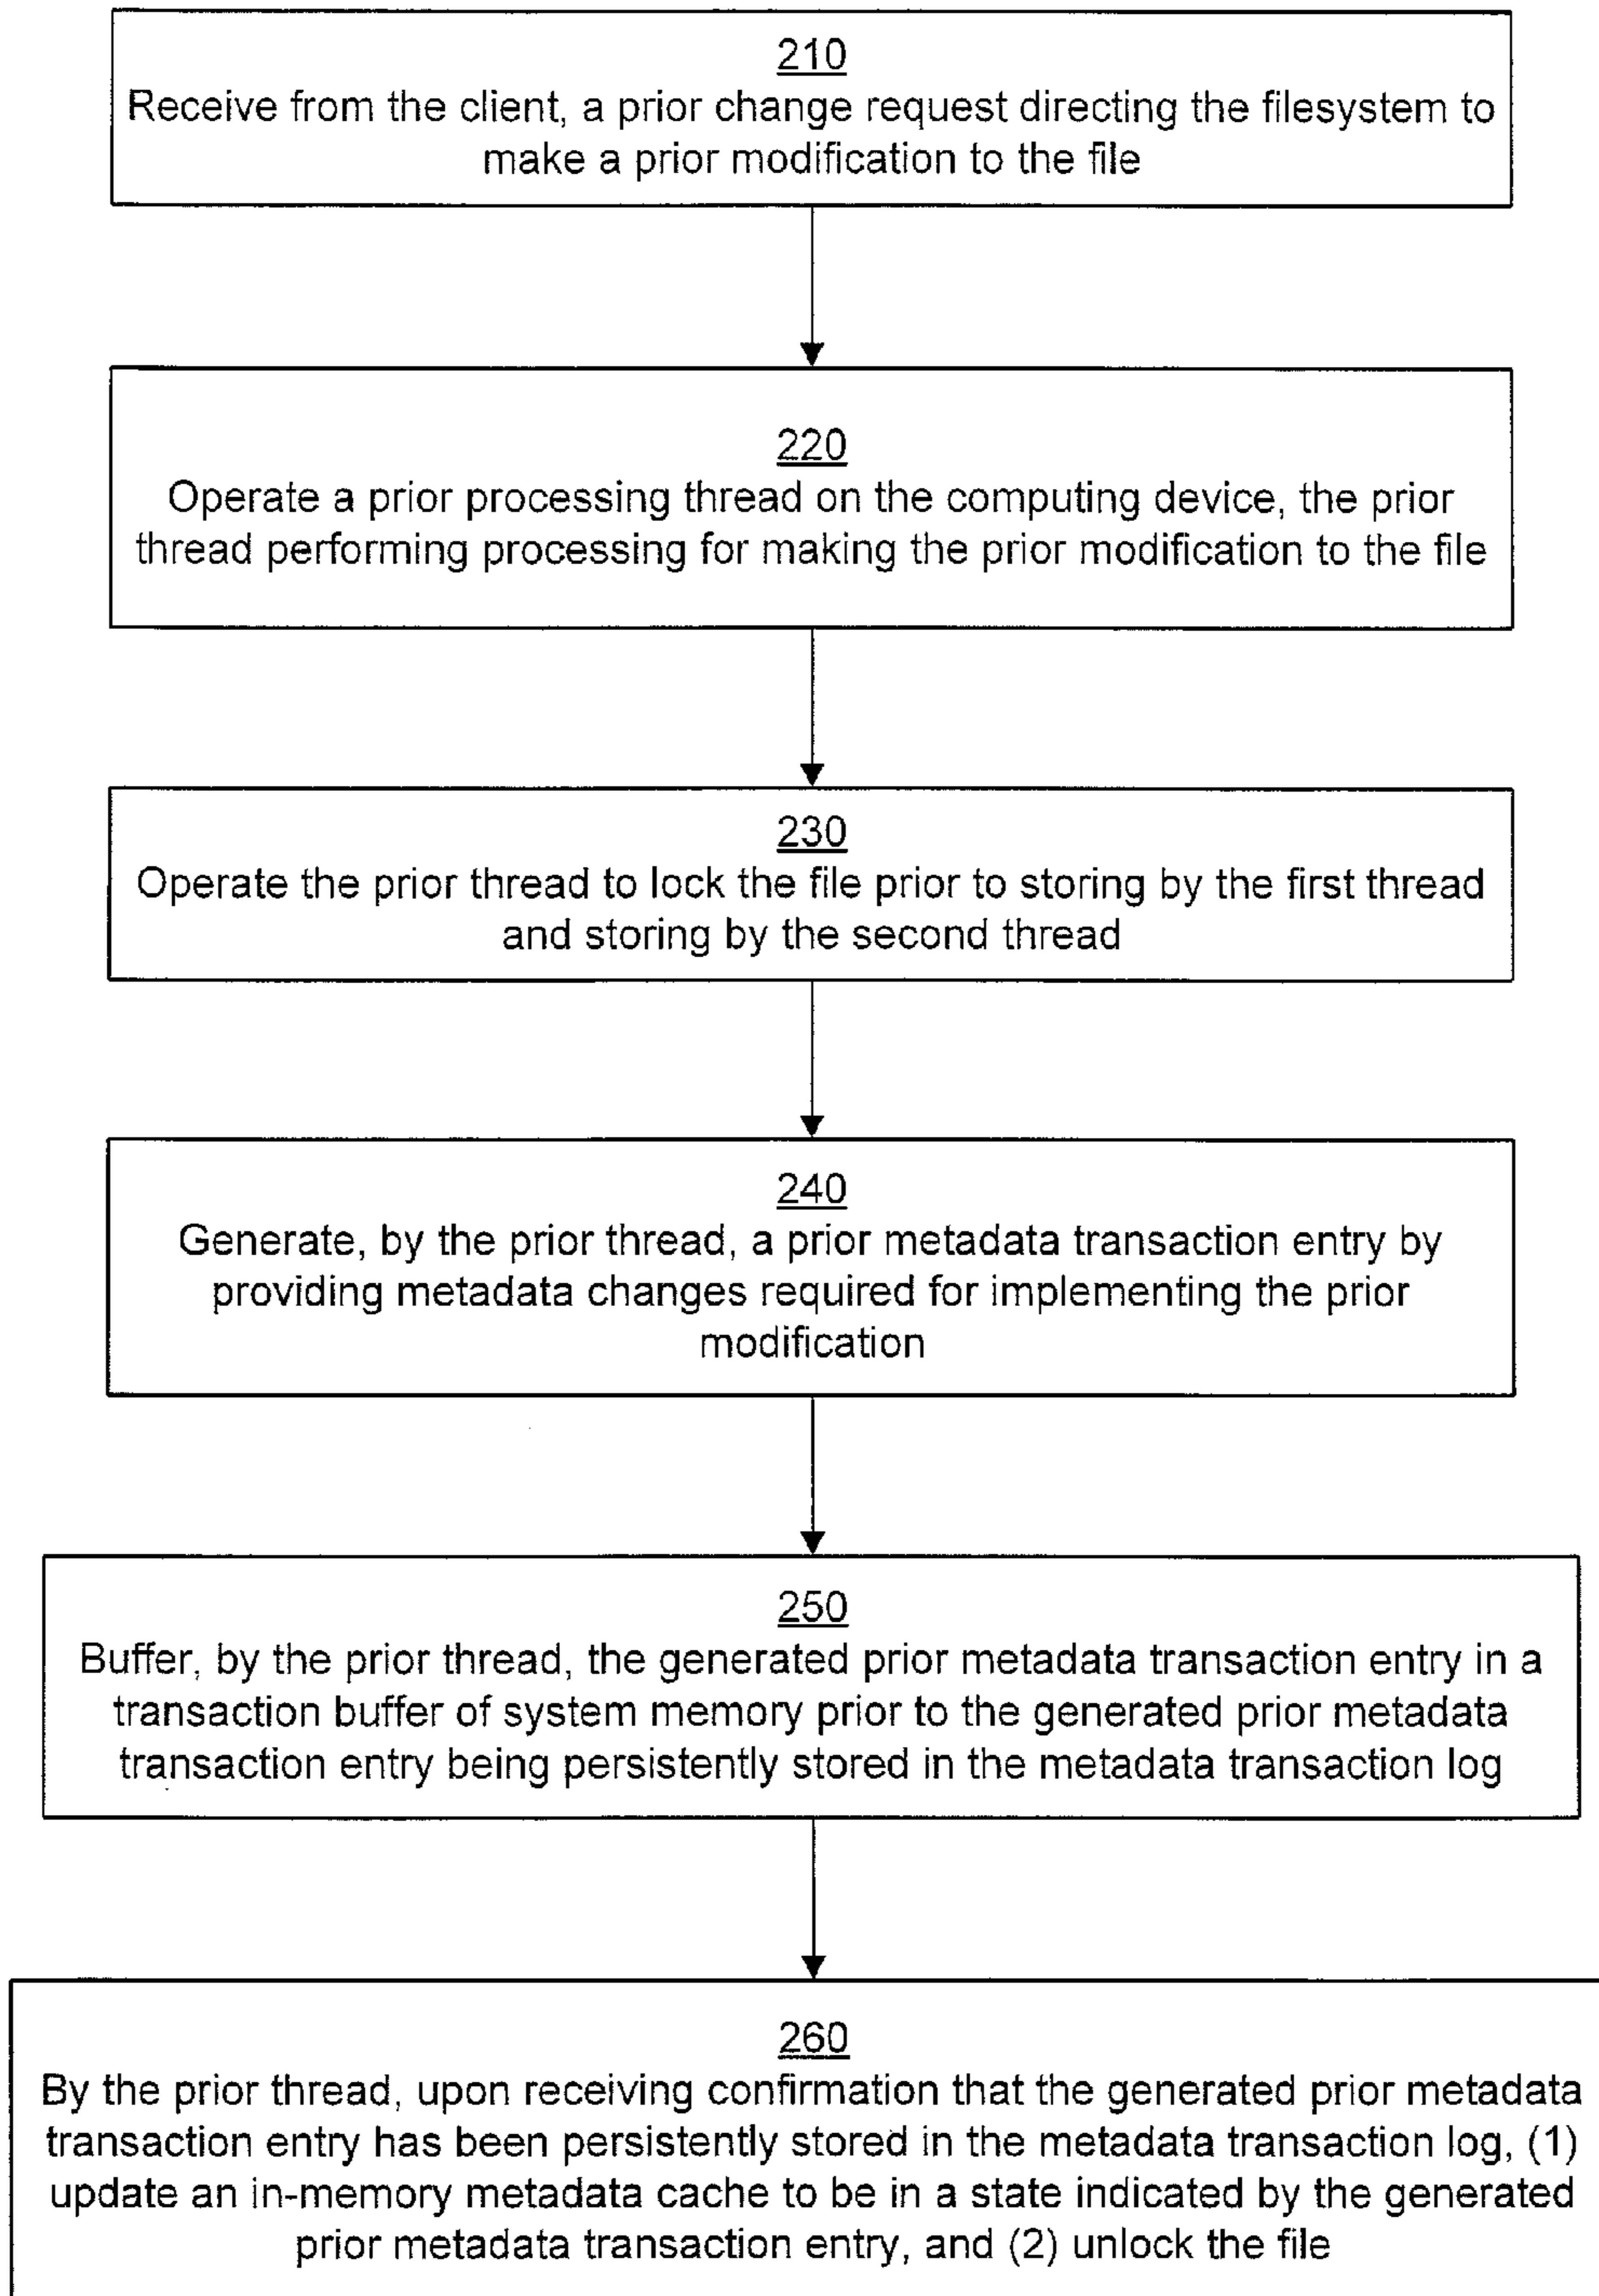 210
Receive from the client, a prior change request directing the filesystem to
make a prior modification to the file
220
Operate a prior processing thread on the computing device, the prior
thread performing processing for making the prior modification to the file
230
Operate the prior thread to lock the file prior to storing by the first thread
and storing by the second thread
240
Generate, by the prior thread, a prior metadata transaction entry by
providing metadata changes required for implementing the prior
modification
250
Buffer, by the prior thread, the generated prior metadata transaction entry in a
transaction buffer of system memory prior to the generated prior metadata
transaction entry being persistently stored in the metadata transaction log
260
By the prior thread, upon receiving confirmation that the generated prior metadata
transaction entry has been persistently stored in the metadata transaction log, (1)
update an in-memory metadata cache to be in a state indicated by the generated
prior metadata transaction entry, and (2) unlock the file